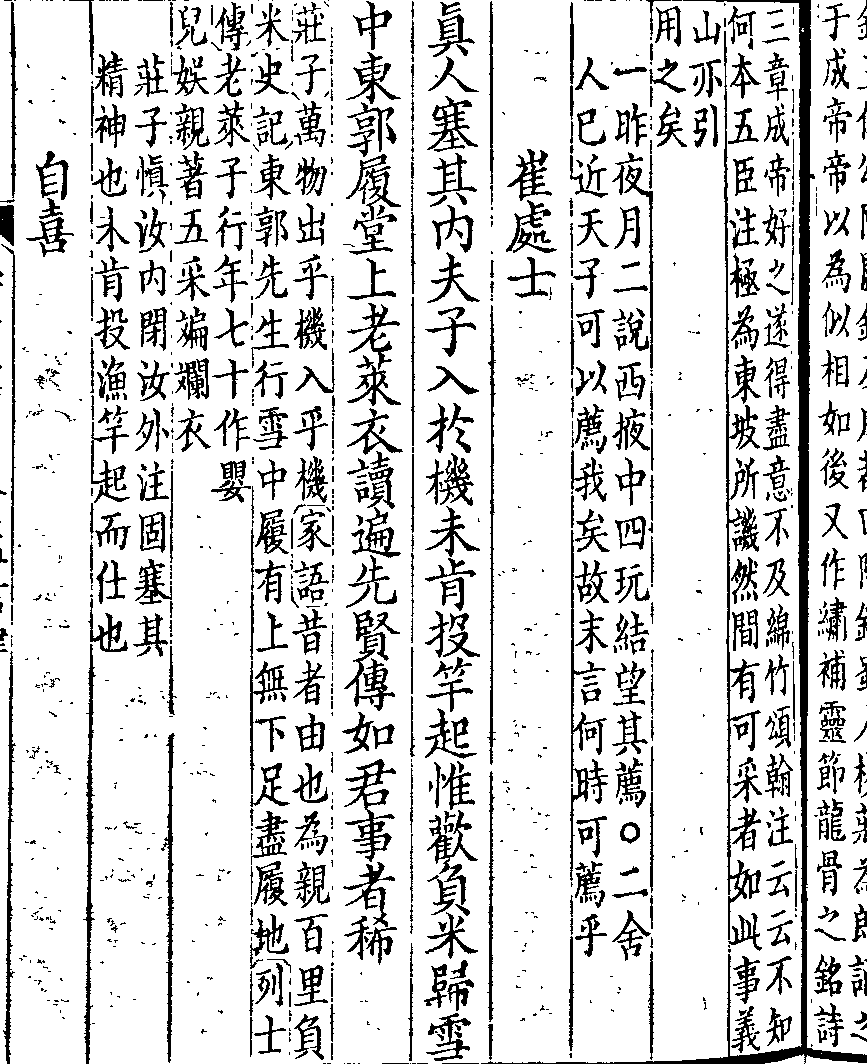 于成帝帝以為似相如後又作繡補靈節龍骨之銘詩
三章成帝好之遂得盡意不及綿竹頌翰注云云不知
何本五臣注極為東坡所譏然間有可采者如此事義
山亦引
用之矣
一昨夜月二說西掖中四玩結望其薦○二舍
人已近天子可以薦我矣故末言何時可薦乎
崔處士
眞人塞其內夫子入於機未肯投竿起惟歡負米歸雪
中東郭履堂上老萊衣讀遍先賢傳如君事者稀
莊子萬物出乎機入乎機家語昔者由也為親百里負
米史記東郭先生行雪中履有上無下足盡履地列士
傳老萊子行年七十作嬰
兒娛親著五采斒斕衣
莊子愼汝內閉汝外注固塞其
精神也未肯投漁竿起而仕也
自喜